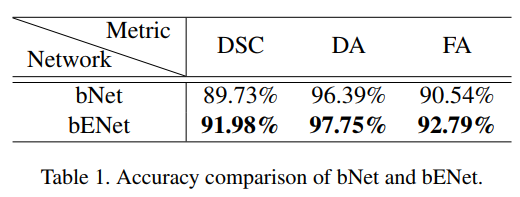 Metric
Network
DSC DA FA
bNet 89.73% 96.39% 90.54%
bENet 91.98% 97.75% 92.79%
Table 1. Accuracy comparison of bNet and bENet.